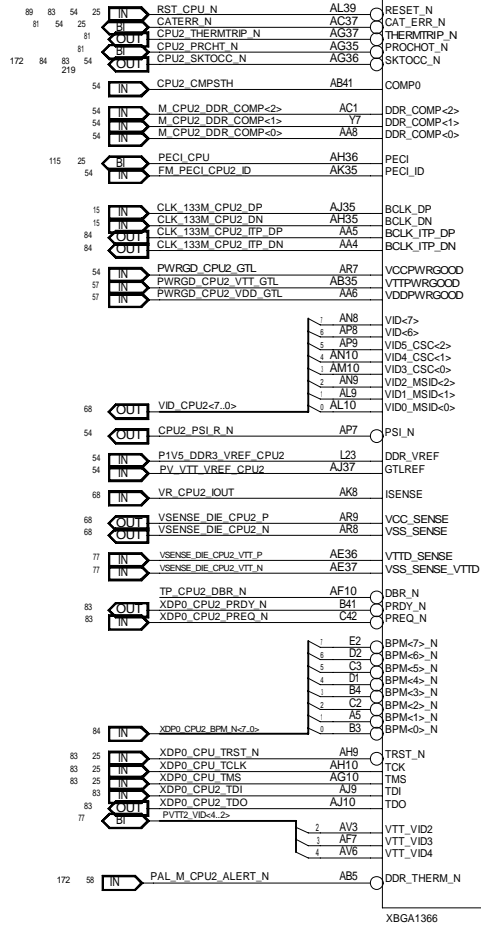 89 83 54 25 IN RST_CPU_N AL39 RESET_N
81 54 25 BI CATERR_N AC37 CAT_ERR_N
81 OUT CPU2_THERMTRIP_N AG37 THERMTRIP_N
81 BI CPU2_PRCHT_N AG35 PROCHOT_N
172 84 83 54 OUT CPU2_SKTOCC_N AG36 SKTOCC_N
219
54 IN CPU2_CMPSTH AB41 COMP0
54 IN M_CPU2_DDR_COMP<2> AC1 DDR_COMP<2>
54 IN M_CPU2_DDR_COMP<1> Y7 DDR_COMP<1>
54 IN M_CPU2_DDR_COMP<0> AA8 DDR_COMP<0>
115 25 BI PECI_CPU AH36 PECI
54 IN FM_PECI_CPU2_ID AK35 PECI_ID
15 IN CLK_133M_CPU2_DP AJ35 BCLK_DP
15 IN CLK_133M_CPU2_DN AH35 BCLK_DN
84 OUT CLK_133M_CPU2_ITP_DP AA5 BCLK_ITP_DP
84 OUT CLK_133M_CPU2_ITP_DN AA4 BCLK_ITP_DN
54 IN PWRGD_CPU2_GTL AR7 VCCPWRGOOD
57 IN PWRGD_CPU2_VTT_GTL AB35 VTTPWRGOOD
57 IN PWRGD_CPU2_VDD_GTL AA6 VDDPWRGOOD
7 AN8 VID<7>
6 AP8 VID<6>
5 AP9 VID5_CSC<2>
4 AN10 VID4_CSC<1>
AM10 VID3_CSC<0>
2 AN9 VID2_MSID<2>
AL9 VID1_MSID<1>
68 OUT VID_CPU2<7..0> 0 AL10 VID0_MSID<0>
54 OUT CPU2_PSI_R_N AP7 PSI_N
54 IN P1V5_DDR3_VREF_CPU2 L23 DDR_VREF
54 IN PV_VTT_VREF_CPU2 AJ37 GTLREF
68 IN VR_CPU2_IOUT AK8 ISENSE
68 OUT VSENSE_DIE_CPU2_P AR9 VCC_SENSE
68 OUT VSENSE_DIE_CPU2_N AR8 VSS_SENSE
77 IN VSENSE_DIE_CPU2_VTT_P AE36 VTTD_SENSE
77 IN VSENSE_DIE_CPU2_VTT_N AE37 VSS_SENSE_VTTD
TP_CPU2_DBR_N AF10 DBR_N
83 OUT XDP0_CPU2_PRDY_N B41 PRDY_N
83 IN XDP0_CPU2_PREQ_N C42 PREQ_N
7 E2 BPM<7>_N
6 D2 BPM<6>_N
5 C3 BPM<5>_N
4 D1 BPM<4>_N
B4 BPM<3>_N
2 C2 BPM<2>_N
A5 BPM<1>_N
84 IN XDP0_CPU2_BPM_N<7..0> 0 B3 BPM<0>_N
83 25 IN XDP0_CPU_TRST_N AH9 TRST_N
83 25 IN XDP0_CPU_TCLK AH10 TCK
83 25 IN XDP0_CPU_TMS AG10 TMS
83 IN XDP0_CPU2_TDI AJ9 TDI
83 OUT XDP0_CPU2_TDO AJ10 TDO
77 BI PVTT2_VID<4..2>
2 AV3 VTT_VID2
3 AF7 VTT_VID3
4 AV6 VTT_VID4
172 58 IN PAL_M_CPU2_ALERT_N AB5 DDR_THERM_N
XBGA1366